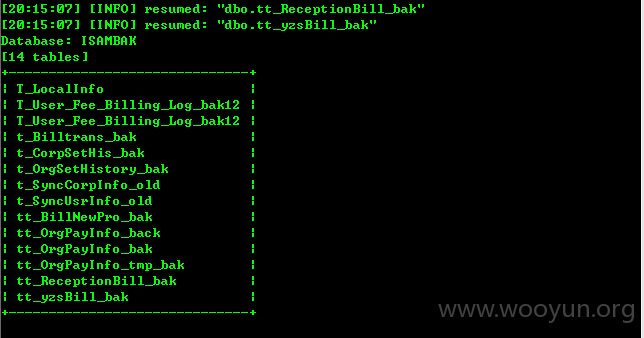 [20:15:07] [INFO] resumed: "dbo.tt_ReceptionBill_bak"
[20:15:07] [INFO] resumed: "dbo.tt_yzsBill_bak"
Database: ISAMBAK
[14 tables]
+------------------------------+
| T_LocalInfo                  |
| T_User_Fee_Billing_Log_bak12 |
| T_User_Fee_Billing_Log_bak12 |
| t_Billtrans_bak              |
| t_CorpSetHis_bak             |
| t_OrgSetHistory_bak          |
| t_SyncCorpInfo_old           |
| t_SyncUsrInfo_old            |
| tt_BillNewPro_bak            |
| tt_OrgPayInfo_back           |
| tt_OrgPayInfo_bak            |
| tt_OrgPayInfo_tmp_bak        |
| tt_ReceptionBill_bak         |
| tt_yzsBill_bak               |
+------------------------------+
www.wooyun.org